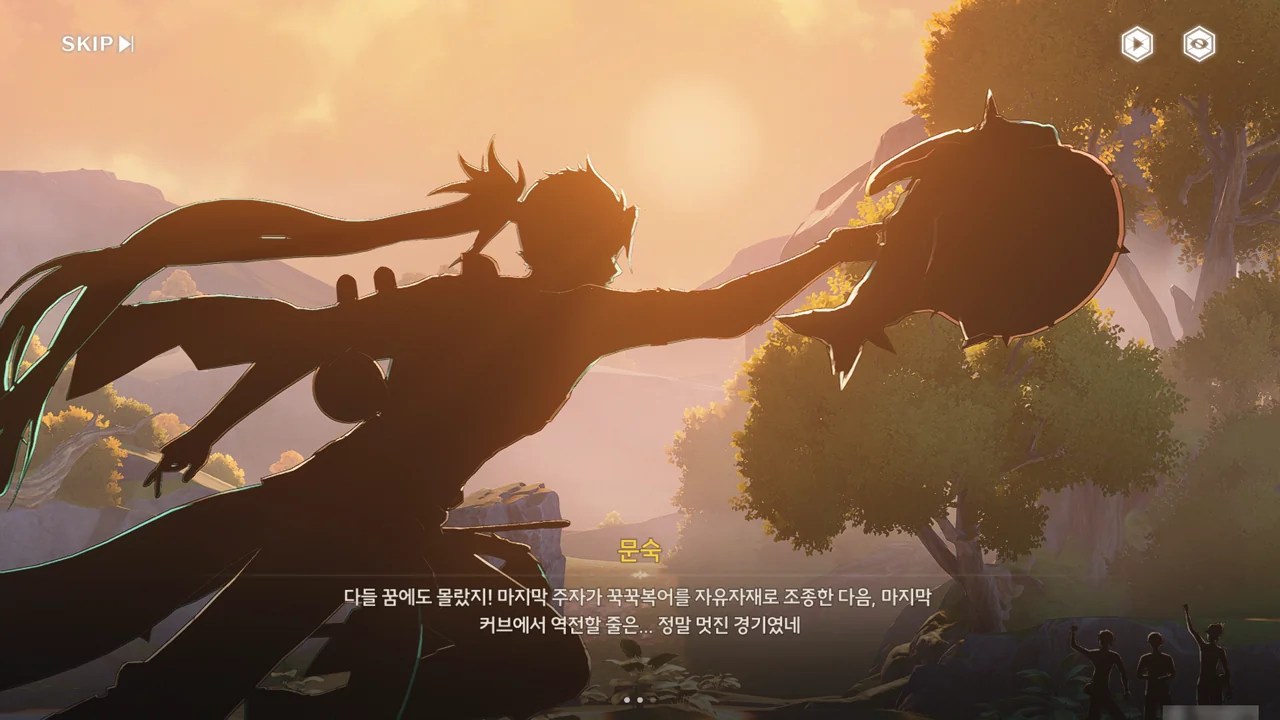 SKIP
문숙
다들 꿈에도 몰랐지! 마지막 주자가 꾹꾹복어를 자유자재로 조종한 다음, 마지막
커브에서 역전할 줄은... 정말 멋진 경기였네